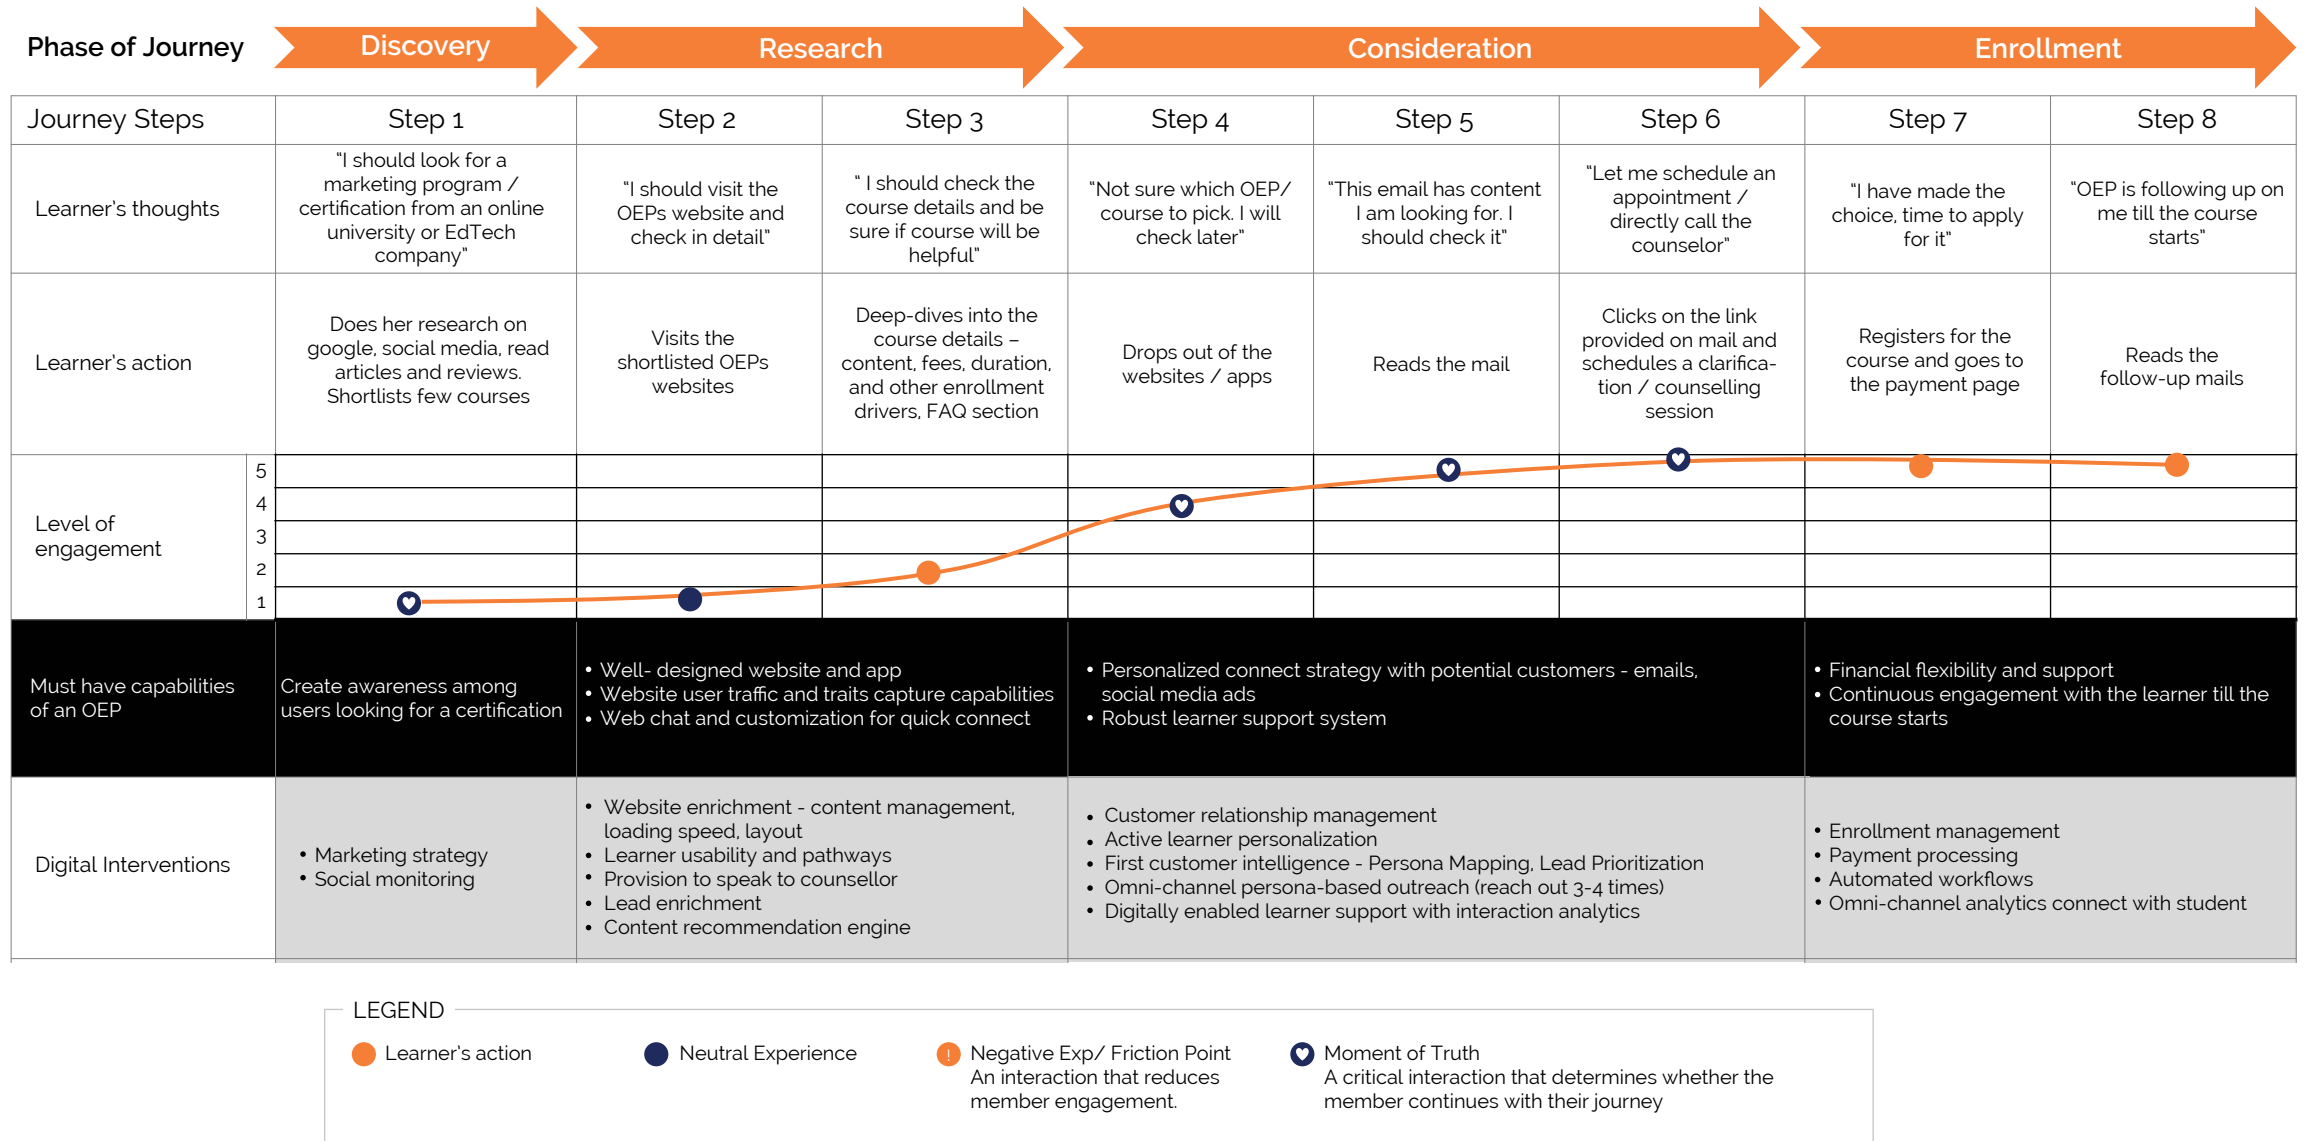 Phase of Journey
Discovery
Research
Consideration
Enrollment
Journey Steps
Step 1
Step 2
Step 3
Step 4
Step 5
Step 6
Step 7
Step 8
Learner's thoughts
"I should look for a
marketing program /
certification from an online
university or EdTech
company"
"I should visit the
OEPs website and
check in detail"
" I should check the
course details and be
sure if course will be
helpful"
"Not sure which OEP/
course to pick. I will
check later"
"This email has content
I am looking for. I
should check it"
"Let me schedule an
appointment /
directly call the
counselor"
"I have made the
choice, time to apply
for it"
"OEP is following up on
me till the course
starts"
Learner's action
Does her research on
google, social media, read
articles and reviews.
Shortlists few courses
Visits the
shortlisted OEPs
websites
Deep-dives into the
course details –
content, fees, duration,
and other enrollment
drivers, FAQ section
Drops out of the
websites / apps
Reads the mail
Clicks on the link
provided on mail and
schedules a clarifica-
tion / counselling
session
Registers for the
course and goes to
the payment page
Reads the
follow-up mails
Level of
engagement
5
4
3
2
1
Must have capabilities
of an OEP
Create awareness among
users looking for a certification
• Well- designed website and app
• Website user traffic and traits capture capabilities
• Web chat and customization for quick connect
• Personalized connect strategy with potential customers - emails,
social media ads
• Robust learner support system
• Financial flexibility and support
• Continuous engagement with the learner till the
course starts
Digital Interventions
• Marketing strategy
• Social monitoring
• Website enrichment - content management,
loading speed, layout
• Learner usability and pathways
• Provision to speak to counsellor
• Lead enrichment
• Content recommendation engine
• Customer relationship management
• Active learner personalization
• First customer intelligence - Persona Mapping, Lead Prioritization
• Omni-channel persona-based outreach (reach out 3-4 times)
• Digitally enabled learner support with interaction analytics
• Enrollment management
• Payment processing
• Automated workflows
• Omni-channel analytics connect with student
LEGEND
Learner's action
Neutral Experience
! Negative Exp/ Friction Point
An interaction that reduces
member engagement.
Moment of Truth
A critical interaction that determines whether the
member continues with their journey